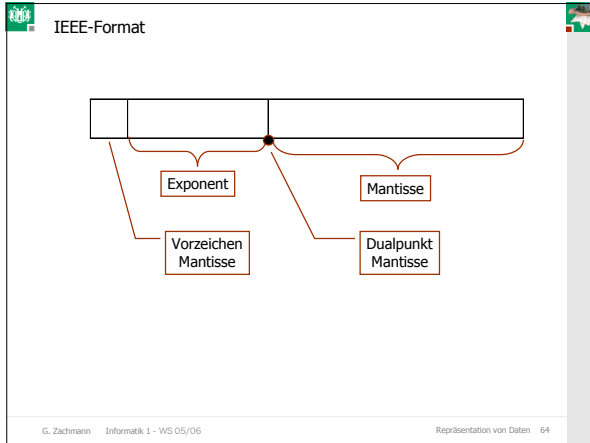 IEEE-Format
Exponent
Mantisse
Vorzeichen
Mantisse
Dualpunkt
Mantisse
G. Zachmann Informatik 1 - WS 05/06
Repräsentation von Daten 64